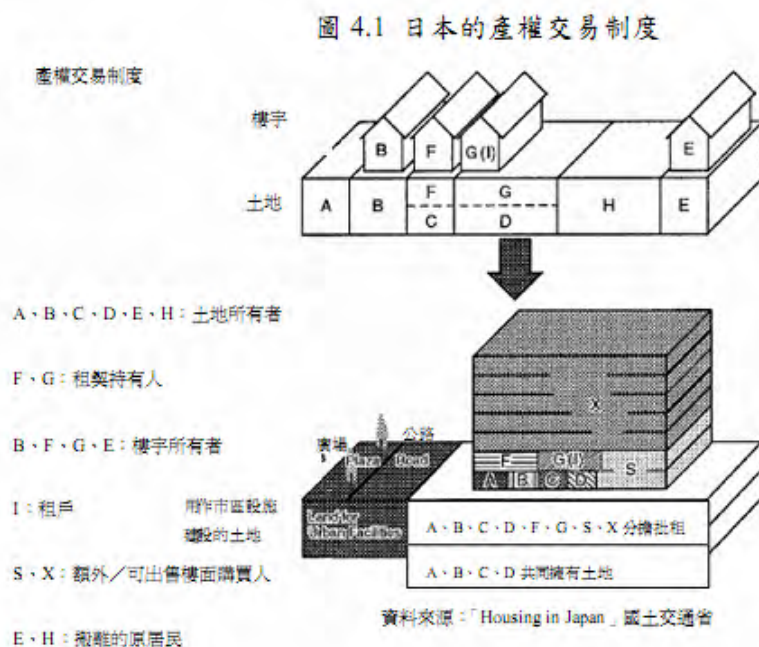 圖 4.1 日本的產權交易制度
產權交易制度
樓宇
B
F
G(I)
E
土地
A
B
F
C
G
D
H
E
A、B、C、D、E、H：土地所有者
F、G：租契持有人
B、F、G、E：樓宇所有者
I：租戶
S、X：額外／可出售樓面購買人
E、H：搬離的原居民
X
廣場
公路
Plaza
Road
F
G(I)
S
A
B
C
D
用作市區設施
建設的土地
Land for
Urban Facilities
A、B、C、D、F、G、S、X 分擔批租
A、B、C、D 共同擁有土地
資料來源：「Housing in Japan」國土交通省